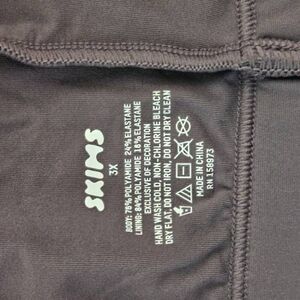 SKIMS
3X
BODY: 76% POLYAMIDE 24% ELASTANE
LINING: 84% POLYAMIDE 16% ELASTANE
EXCLUSIVE OF DECORATION
HAND WASH COLD, NON-CHLORINE BLEACH
DRY FLAT, DO NOT IRON, DO NOT DRY CLEAN
MADE IN CHINA
RN 158973